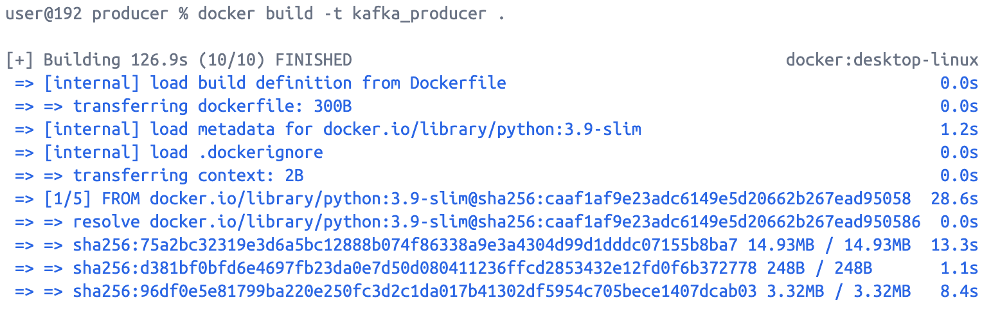 user@192 producer % docker build -t kafka_producer .
[+] Building 126.9s (10/10) FINISHED docker:desktop-linux
=> [internal] load build definition from Dockerfile 0.0s
=> => transferring dockerfile: 300B 0.0s
=> [internal] load metadata for docker.io/library/python:3.9-slim 1.2s
=> [internal] load .dockerignore 0.0s
=> => transferring context: 2B 0.0s
=> [1/5] FROM docker.io/library/python:3.9-slim@sha256:caaf1af9e23adc6149e5d20662b267ead95058 28.6s
=> => resolve docker.io/library/python:3.9-slim@sha256:caaf1af9e23adc6149e5d20662b267ead950586 0.0s
=> => sha256:75a2bc32319e3d6a5bc12888b074f86338a9e3a4304d99d1dddc07155b8ba7 14.93MB / 14.93MB 13.3s
=> => sha256:d381bf0bfd6e4697fb23da0e7d50d080411236ffcd2853432e12fd0f6b372778 248B / 248B 1.1s
=> => sha256:96df0e5e81799ba220e250fc3d2c1da017b41302df5954c705bece1407dcab03 3.32MB / 3.32MB 8.4s